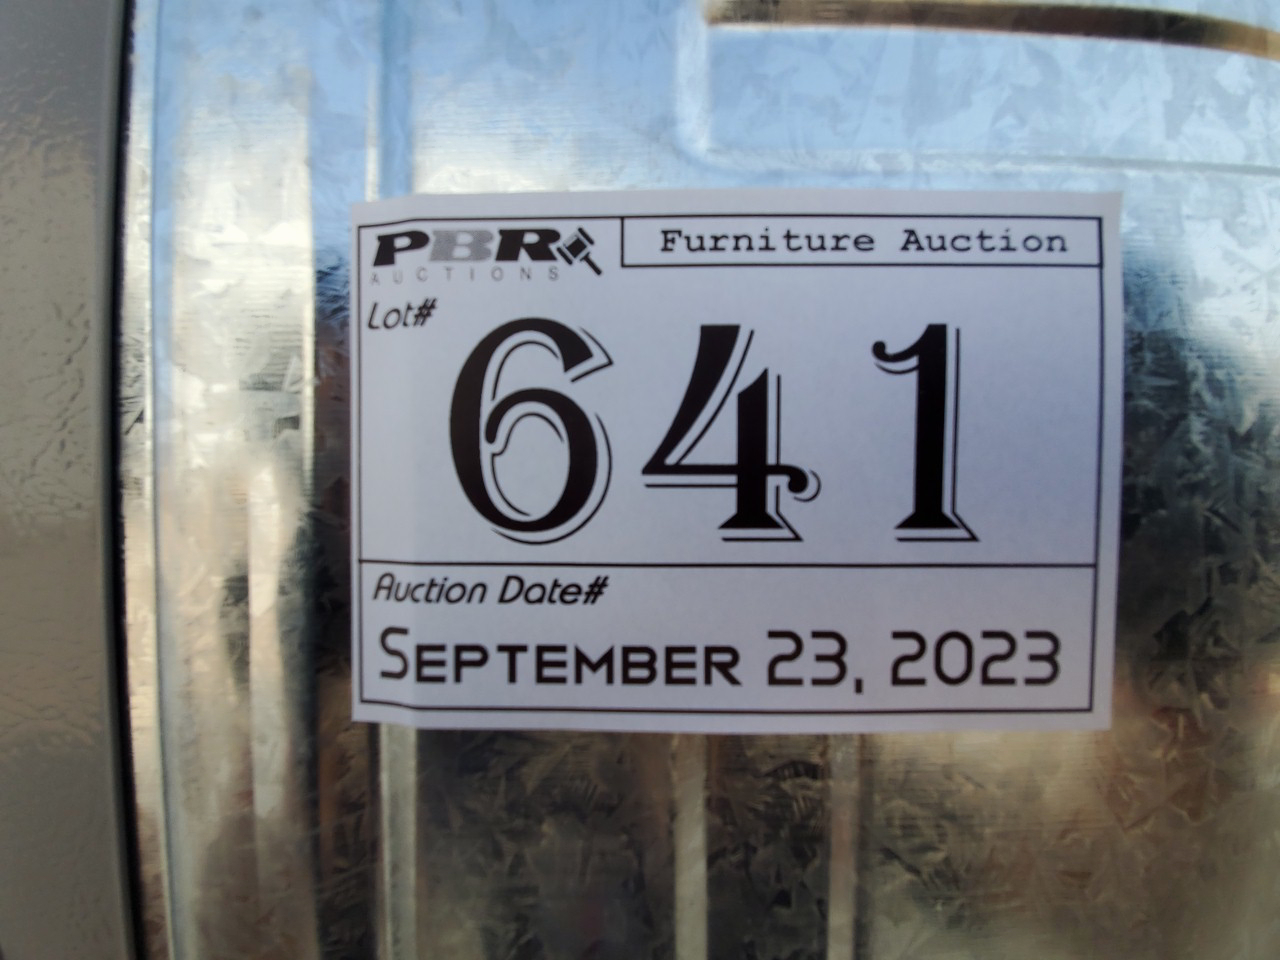 PBR
AUCTIONS
Furniture Auction
Lot#
641
Auction Date#
SEPTEMBER 23, 2023